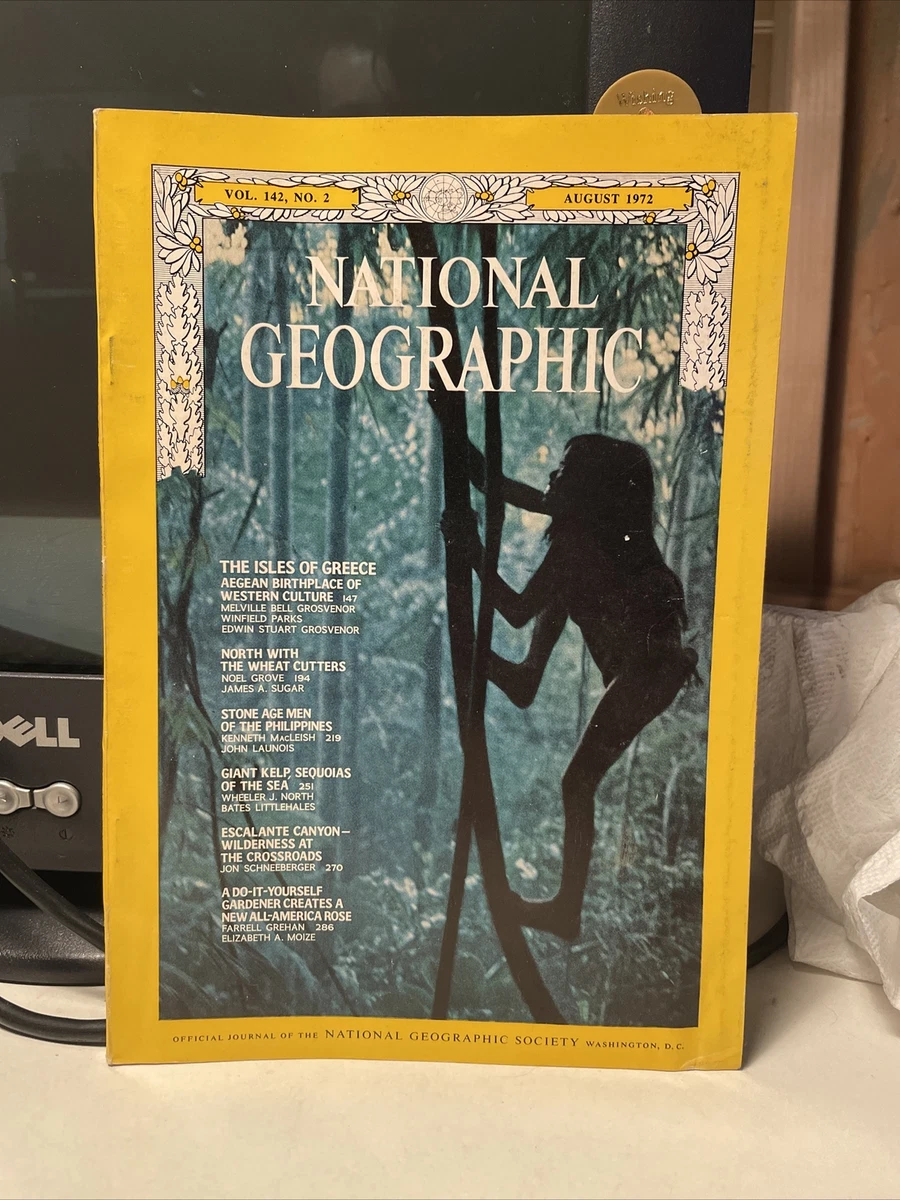 Wishing
VOL. 142, NO. 2
AUGUST 1972
NATIONAL
GEOGRAPHIC
THE ISLES OF GREECE
AEGEAN BIRTHPLACE OF
WESTERN CULTURE 147
MELVILLE BELL GROSVENOR
WINFIELD PARKS
EDWIN STUART GROSVENOR
NORTH WITH
THE WHEAT CUTTERS
NOEL GROVE 194
JAMES A. SUGAR
STONE AGE MEN
OF THE PHILIPPINES
KENNETH MacLEISH 219
JOHN LAUNOIS
GIANT KELP, SEQUOIAS
OF THE SEA 251
WHEELER J. NORTH
BATES LITTLEHALES
ESCALANTE CANYON—
WILDERNESS AT
THE CROSSROADS
JON SCHNEEBERGER 270
A DO-IT-YOURSELF
GARDENER CREATES A
NEW ALL-AMERICA ROSE
FARRELL GREHAN 286
ELIZABETH A. MOIZE
OFFICIAL JOURNAL OF THE NATIONAL GEOGRAPHIC SOCIETY WASHINGTON, D.C.
DELL